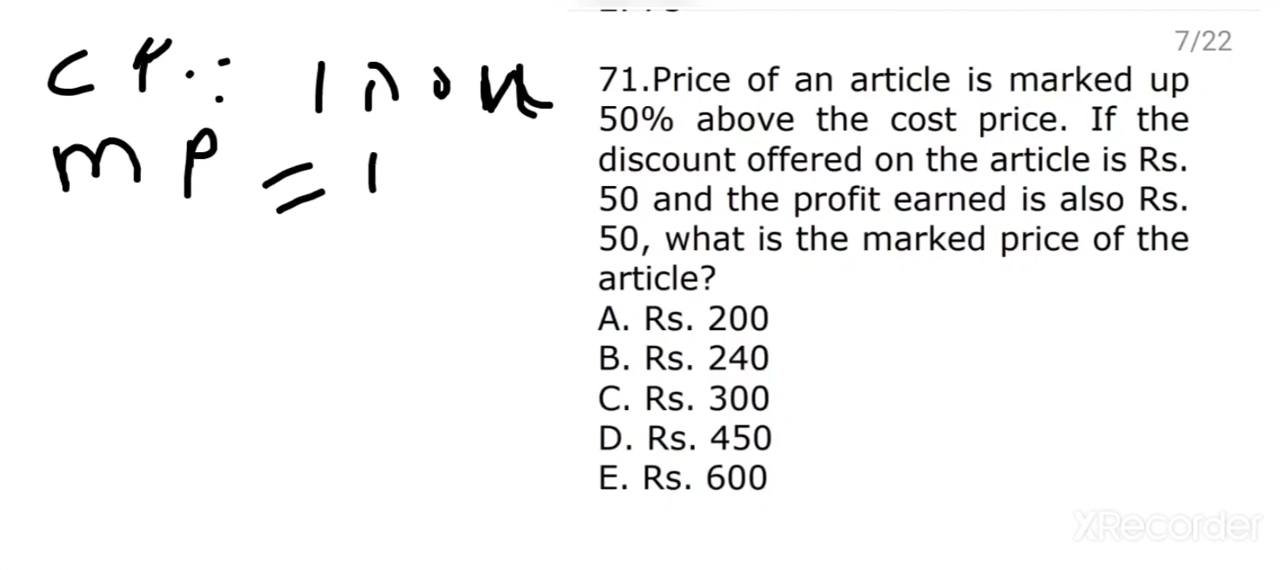 7/22
CP: 100x
MP = 1
71.Price of an article is marked up
50% above the cost price. If the
discount offered on the article is Rs.
50 and the profit earned is also Rs.
50, what is the marked price of the
article?
A. Rs. 200
B. Rs. 240
C. Rs. 300
D. Rs. 450
E. Rs. 600
XRecorder